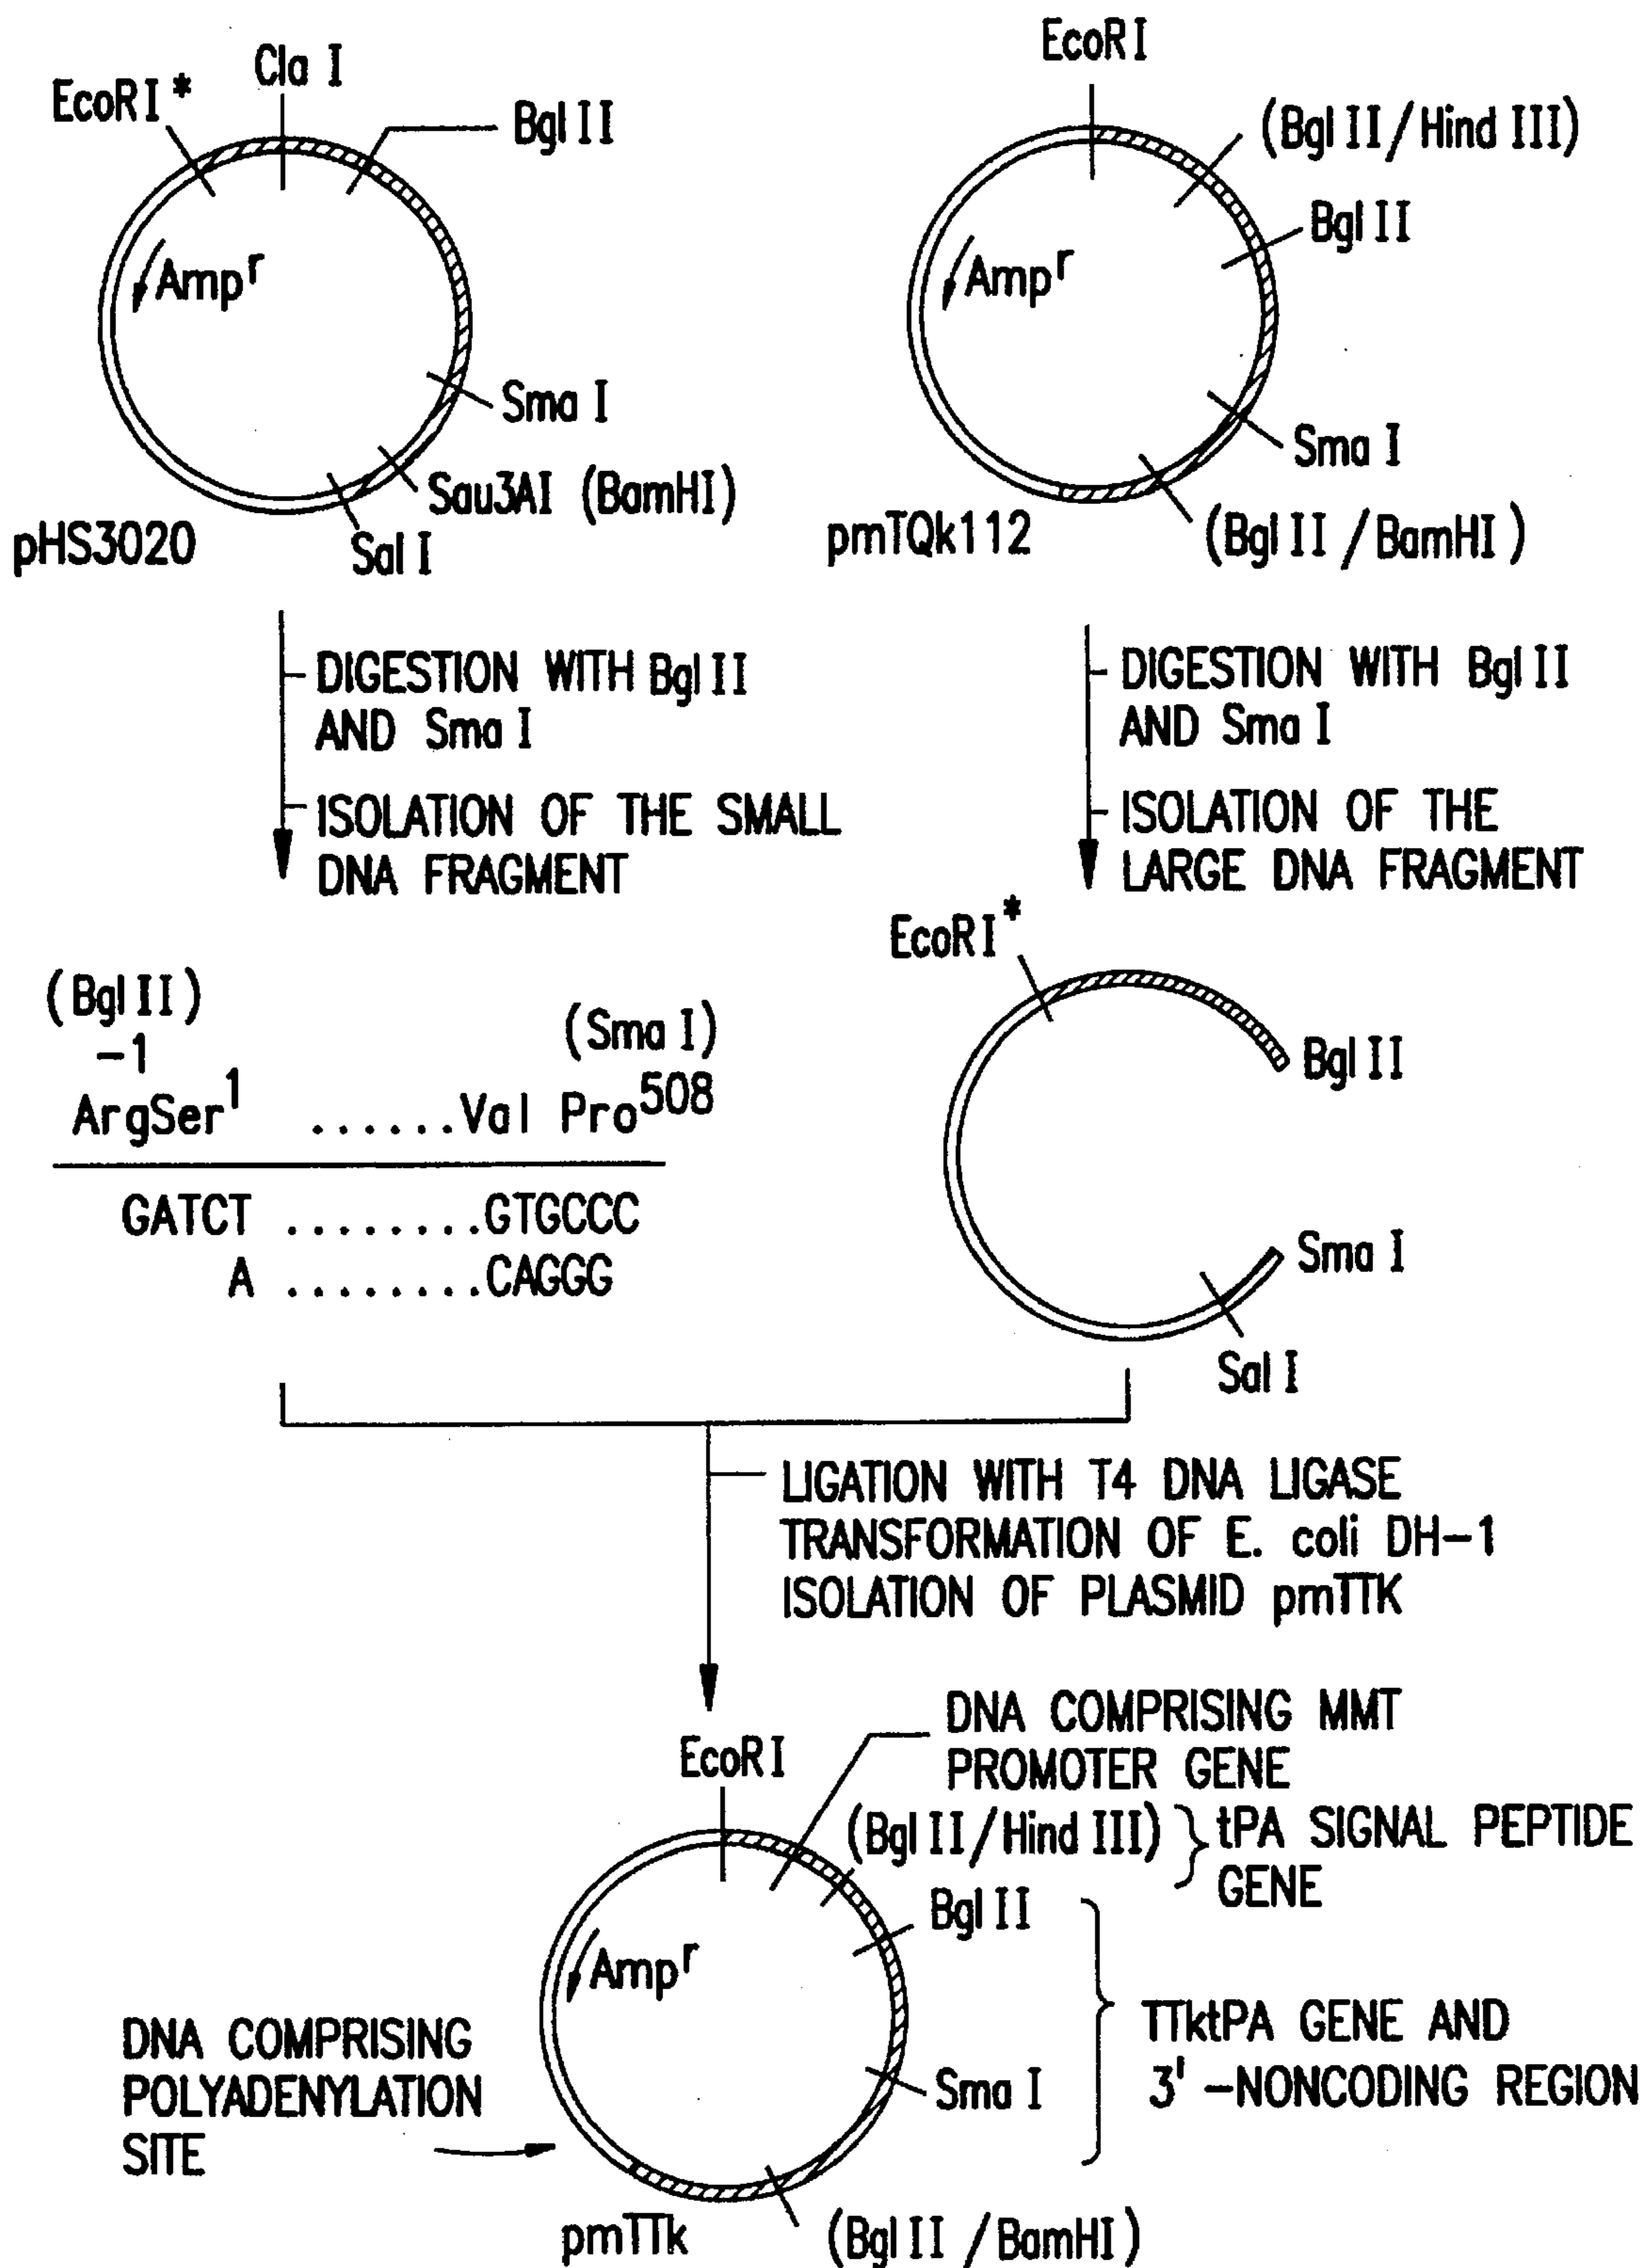 EcoRI*
Cla I
Bgl II
Amp r
Sma I
Sau3AI (BamHI)
Sal I
pHS3020
EcoRI
(Bgl II/Hind III)
Bgl II
Amp r
Sma I
(Bgl II /BamHI)
pmTQk112
DIGESTION WITH Bgl II
AND Sma I
ISOLATION OF THE SMALL
DNA FRAGMENT
DIGESTION WITH Bgl II
AND Sma I
ISOLATION OF THE
LARGE DNA FRAGMENT
(Bgl II)
-1
(Sma I)
ArgSer1 ......Val Pro508
GATCT ........GTGCCC
A ........CAGGG
EcoRI*
Bgl II
Sma I
Sal I
LIGATION WITH T4 DNA LIGASE
TRANSFORMATION OF E. coli DH-1
ISOLATION OF PLASMID pmTTK
EcoRI
DNA COMPRISING MMT
PROMOTER GENE
(Bgl II/Hind III)
tPA SIGNAL PEPTIDE
GENE
Bgl II
Amp r
TTktPA GENE AND
3' -NONCODING REGION
Sma I
DNA COMPRISING
POLYADENYLATION
SITE
pmTTk
(Bgl II /BamHI)